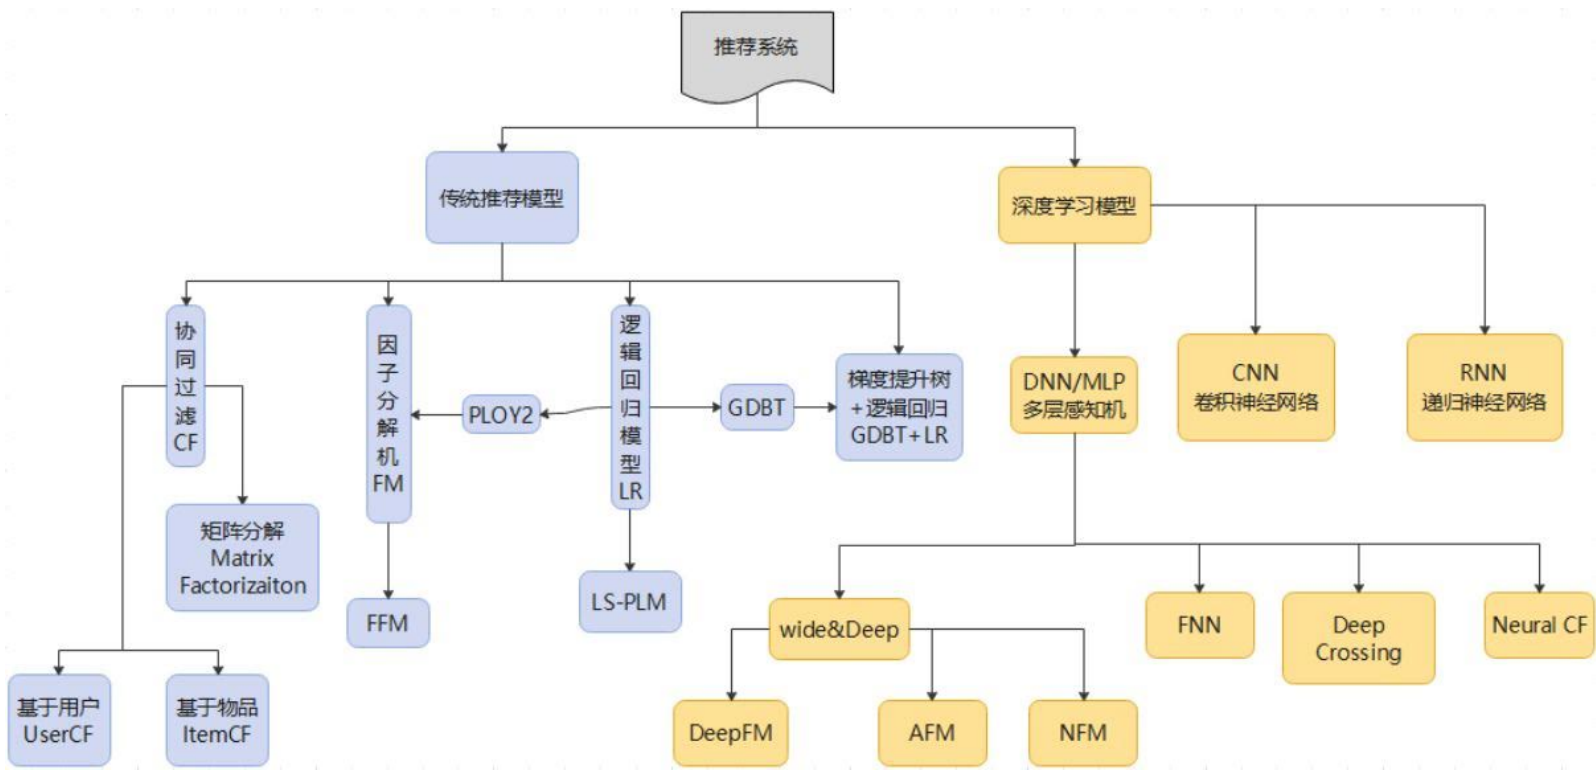 推荐系统
传统推荐模型
深度学习模型
协
同
过
滤
CF
因
子
分
解
机
FM
逻
辑
回
归
模
型
LR
PLOY2
GDBT
梯度提升树
+逻辑回归
GDBT+LR
DNN/MLP
多层感知机
CNN
卷积神经网络
RNN
递归神经网络
矩阵分解
Matrix
Factorizaiton
FFM
LS-PLM
wide&Deep
FNN
Deep
Crossing
Neural CF
基于用户
UserCF
基于物品
ItemCF
DeepFM
AFM
NFM